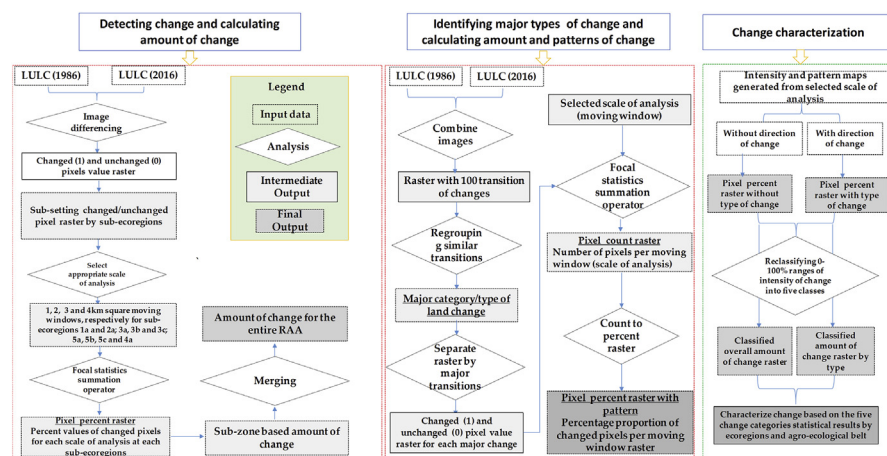 Detecting change and calculating
amount of change
LULC (1986)
LULC (2016)
Image
differencing
Changed (1) and unchanged (0)
pixels value raster
Sub-setting changed/unchanged
pixel raster by sub-ecoregions
Select
appropriate scale
of analysis
1, 2, 3 and 4km square moving
windows, respectively for sub-
ecoregions 1a and 2a; 3a, 3b and 3c;
5a, 5b, 5c and 4a
Focal statistics
summation
operator
Pixel percent raster
Percent values of changed pixels
for each scale of analysis at each
sub-ecoregions
Sub-zone based amount of
change
Merging
Amount of change for the
entire RAA
Legend
Input data
Analysis
Intermediate
Output
Final
Output
Identifying major types of change and
calculating amount and patterns of change
LULC (1986)
LULC (2016)
Combine
images
Raster with 100 transition
of changes
Regroupin
g similar
transitions
Major category/type of
land change
Separate
raster by
major
transitions
Changed (1) and
unchanged (0) pixel value
raster for each major change
Selected scale of analysis
(moving window)
Focal
statistics
summation
operator
Pixel count raster
Number of pixels per moving
window (scale of analysis)
Count to
percent
raster
Pixel percent raster with
pattern
Percentage proportion of
changed pixels per moving
window raster
Change characterization
Intensity and pattern maps
generated from selected scale of
analysis
Without direction
of change
With direction
of change
Pixel percent
raster without
type of change
Pixel percent
raster with type
of change
Reclassifying 0-
100% ranges of
intensity of change
into five classes
Classified
overall amount
of change raster
Classified
amount of
change raster by
type
Characterize change based on the five
change categories statistical results by
ecoregions and agro-ecological belt